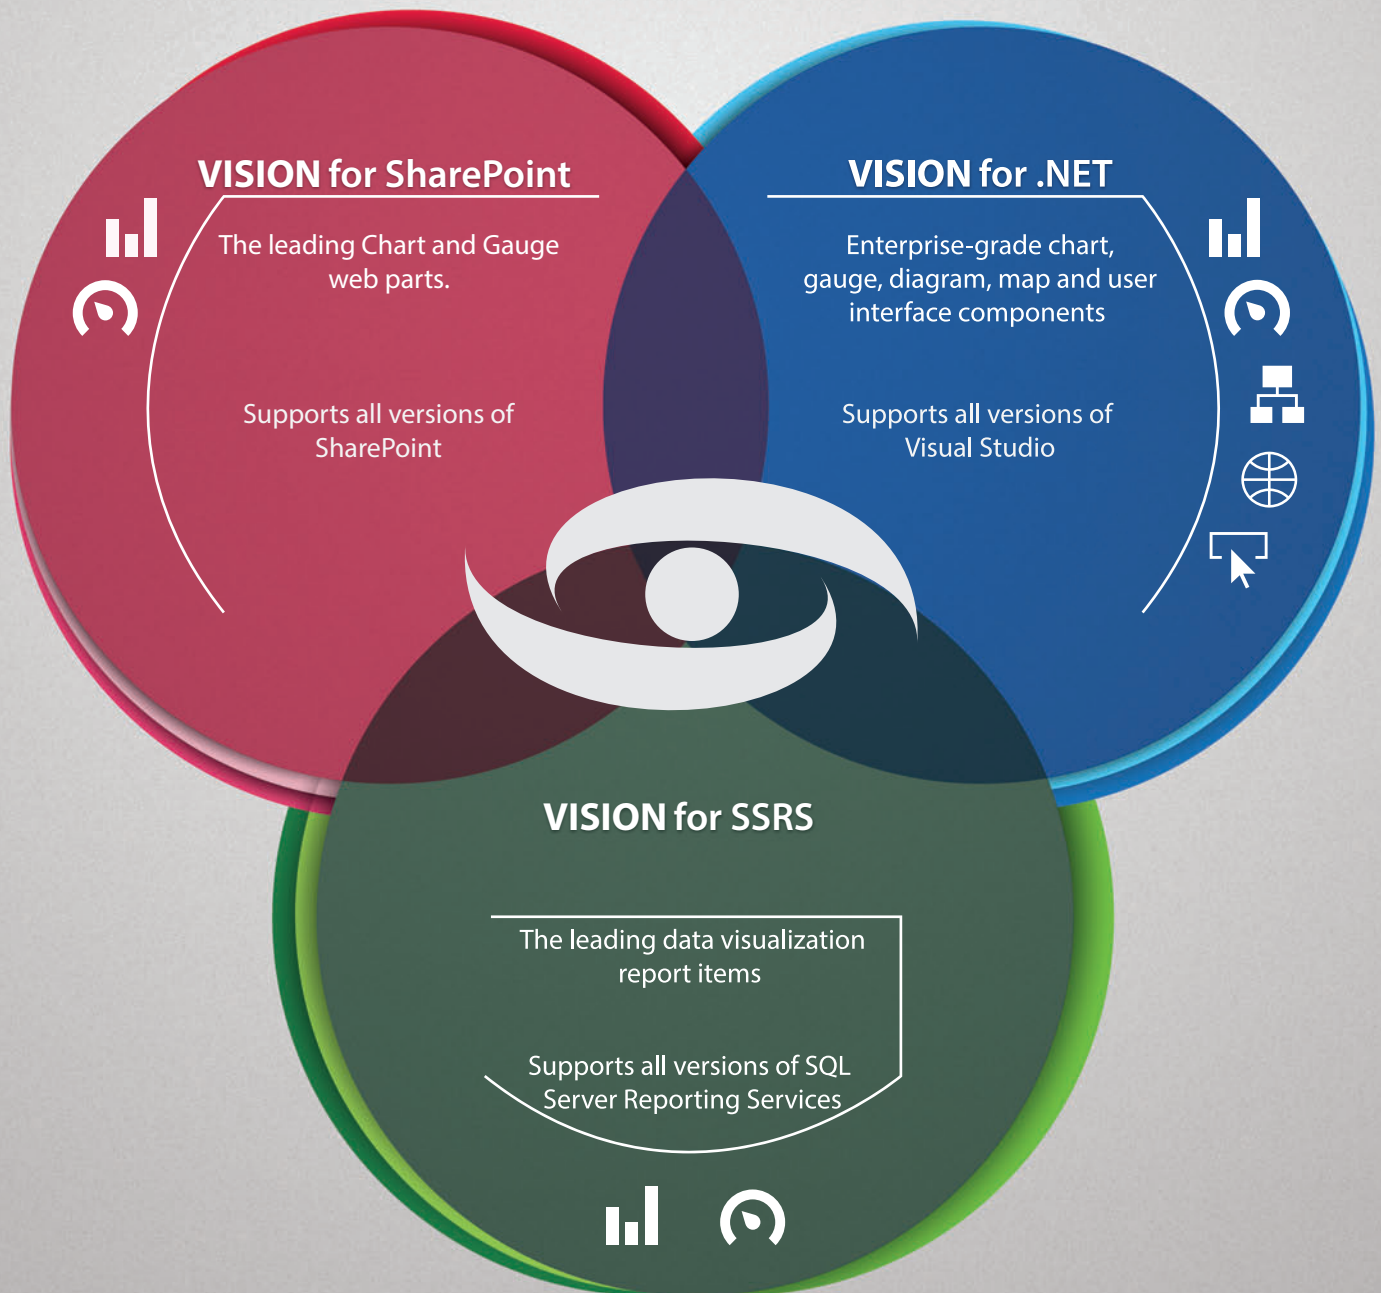 VISION for SharePoint
The leading Chart and Gauge
web parts.
Supports all versions of
SharePoint
VISION for .NET
Enterprise-grade chart,
gauge, diagram, map and user
interface components
Supports all versions of
Visual Studio
VISION for SSRS
The leading data visualization
report items
Supports all versions of SQL
Server Reporting Services